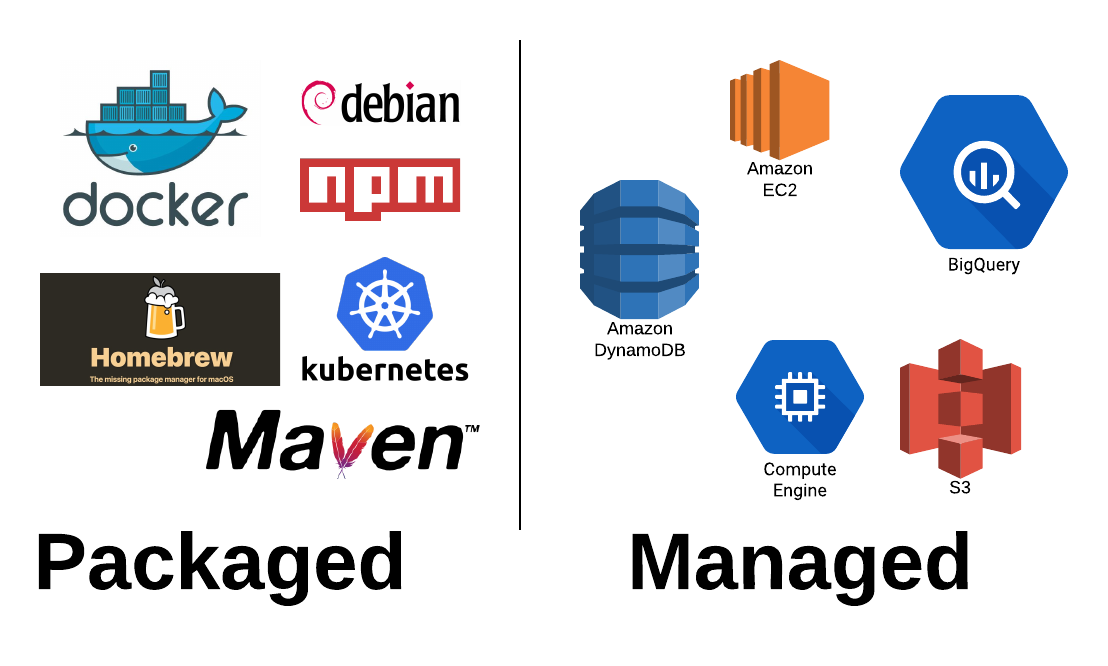 docker
debian
npm
Homebrew
The missing package manager for macOS
kubernetes
Maven™
Packaged
Amazon
EC2
BigQuery
Amazon
DynamoDB
Compute
Engine
S3
Managed